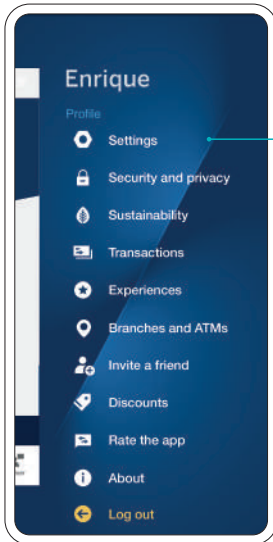 Enrique
Profile
Settings
Security and privacy
Sustainability
Transactions
Experiences
Branches and ATMs
Invite a friend
Discounts
Rate the app
About
Log out